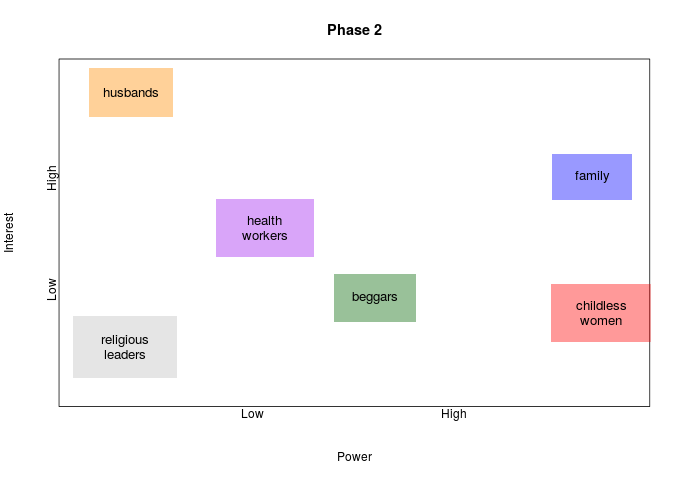 Phase 2
husbands
High
family
health
workers
Interest
Low
beggars
childless
women
religious
leaders
Low
High
Power